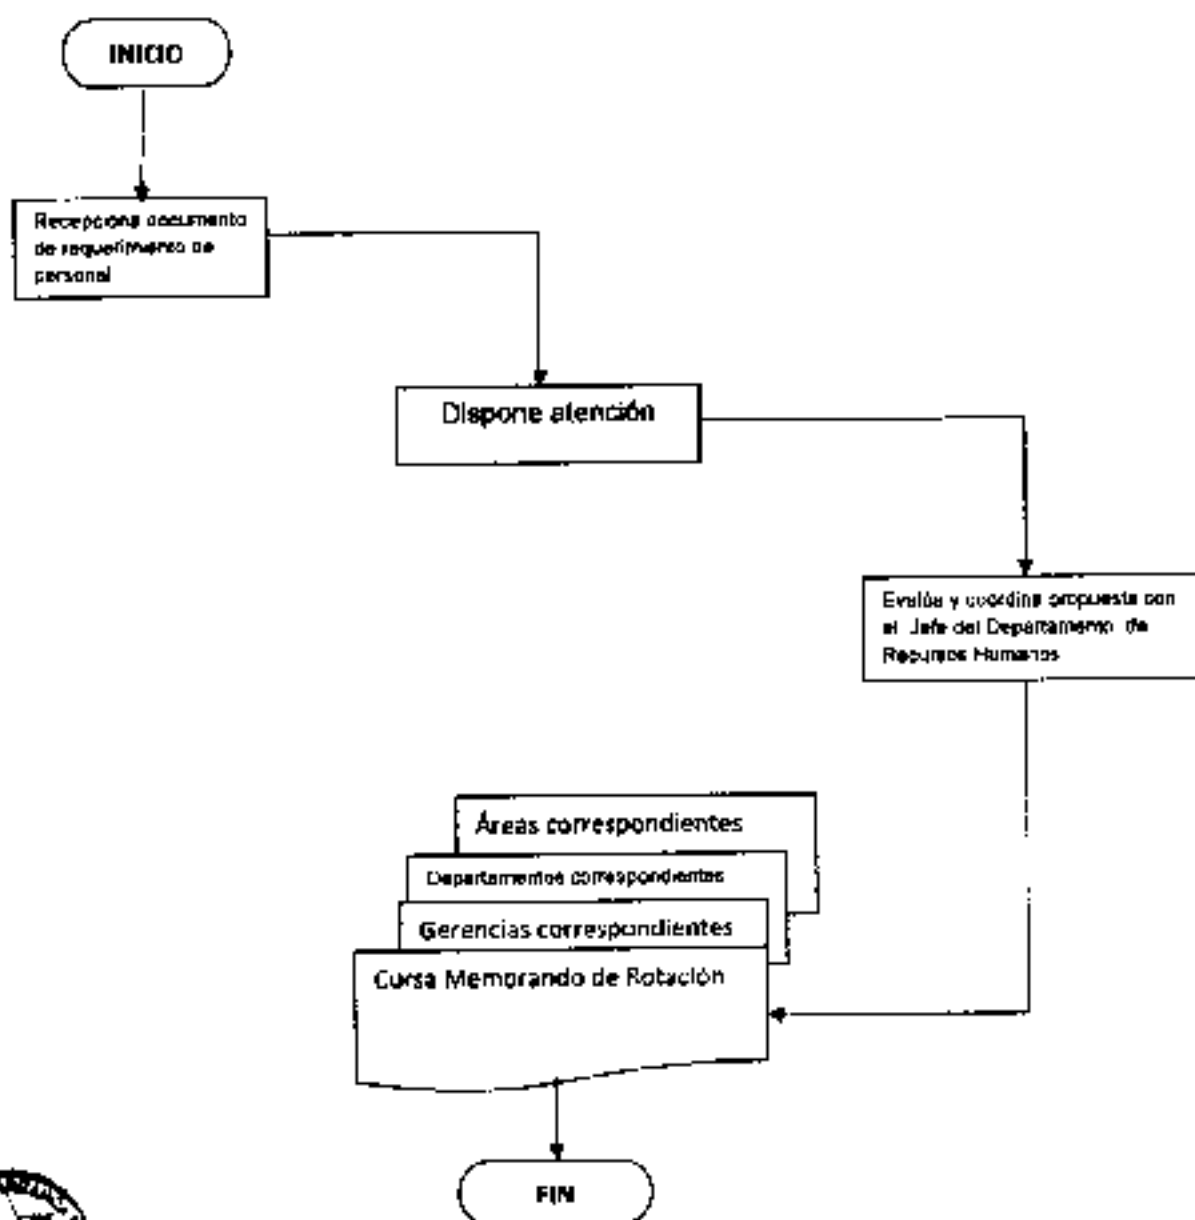 INICIO
Recepciona documento
de requerimiento de
personal
Dispone atención
Evalúa y coordina propuesta con
el Jefe del Departamento de
Recursos Humanos
Áreas correspondientes
Departamentos correspondientes
Gerencias correspondientes
Cursa Memorando de Rotación
FIN